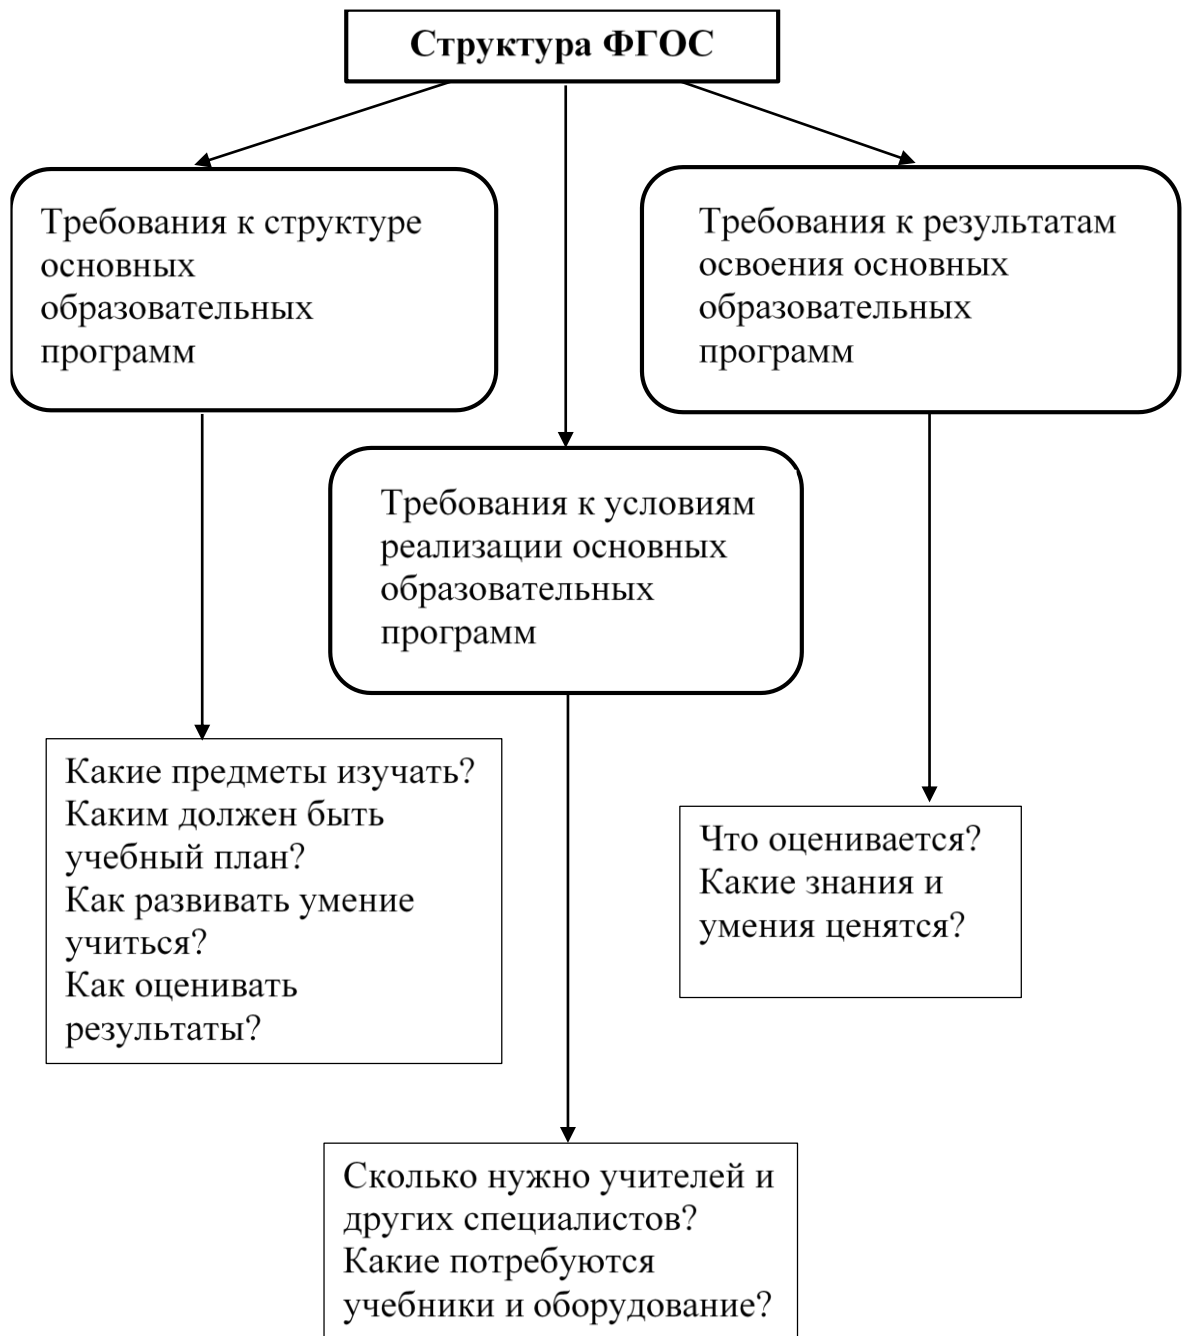 Структура ФГОС
Требования к структуре
основных
образовательных
программ
Требования к результатам
освоения основных
образовательных
программ
Требования к условиям
реализации основных
образовательных
программ
Какие предметы изучать?
Каким должен быть
учебный план?
Как развивать умение
учиться?
Как оценивать
результаты?
Что оценивается?
Какие знания и
умения ценятся?
Сколько нужно учителей и
других специалистов?
Какие потребуются
учебники и оборудование?